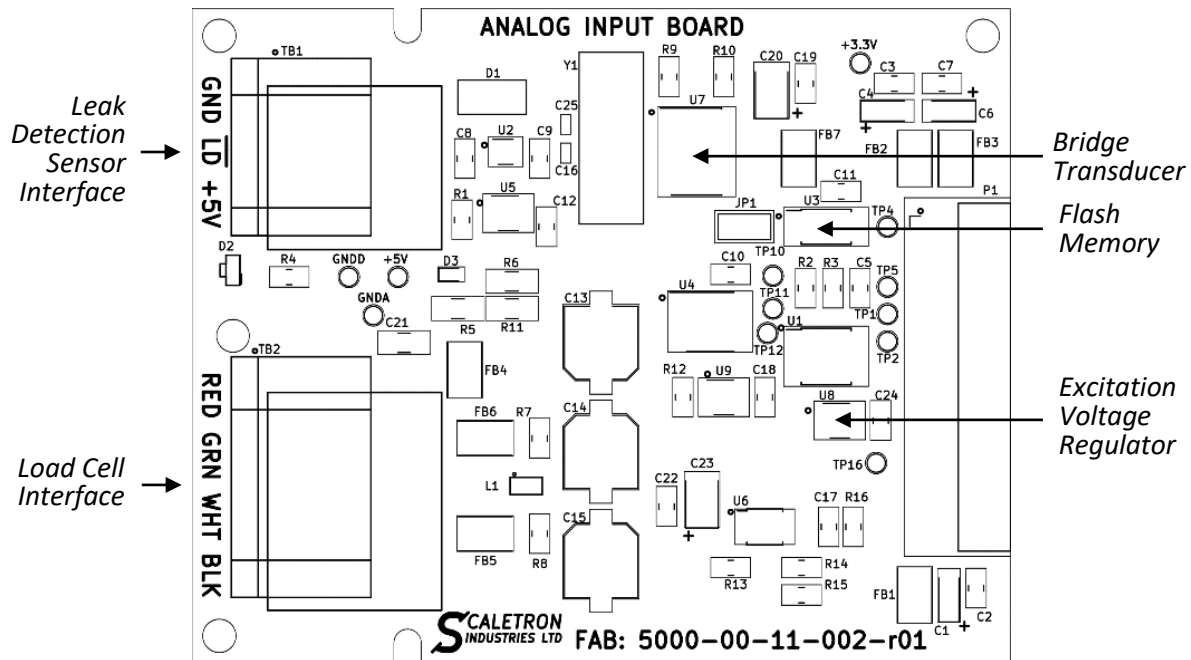 ANALOG INPUT BOARD
TB1
D1
Y1
R9
R10
C20
C19
+3.3V
C3
C7
C4
C6
C25
U7
FB7
FB2
FB3
C8
U2
C9
C16
C11
P1
R1
U5
C12
JP1
U3
TP4
GND LD +5V
Leak
Detection
Sensor
Interface
Bridge
Transducer
Flash
Memory
D2
R4
GNDD
+5V
D3
R6
TP10
C10
R2
R3
C5
TP5
GNDA
C21
R5
R11
C13
U4
TP11
TP12
U1
TP1
TP2
TB2
FB4
R12
U9
C18
U8
C24
Excitation
Voltage
Regulator
RED GRN WHT BLK
Load Cell
Interface
FB6
R7
C14
TP16
L1
C22
C23
U6
C17
R16
FB5
R8
C15
R13
R14
R15
FB1
C1
C2
SCALETRON
INDUSTRIES LTD
FAB: 5000-00-11-002-r01